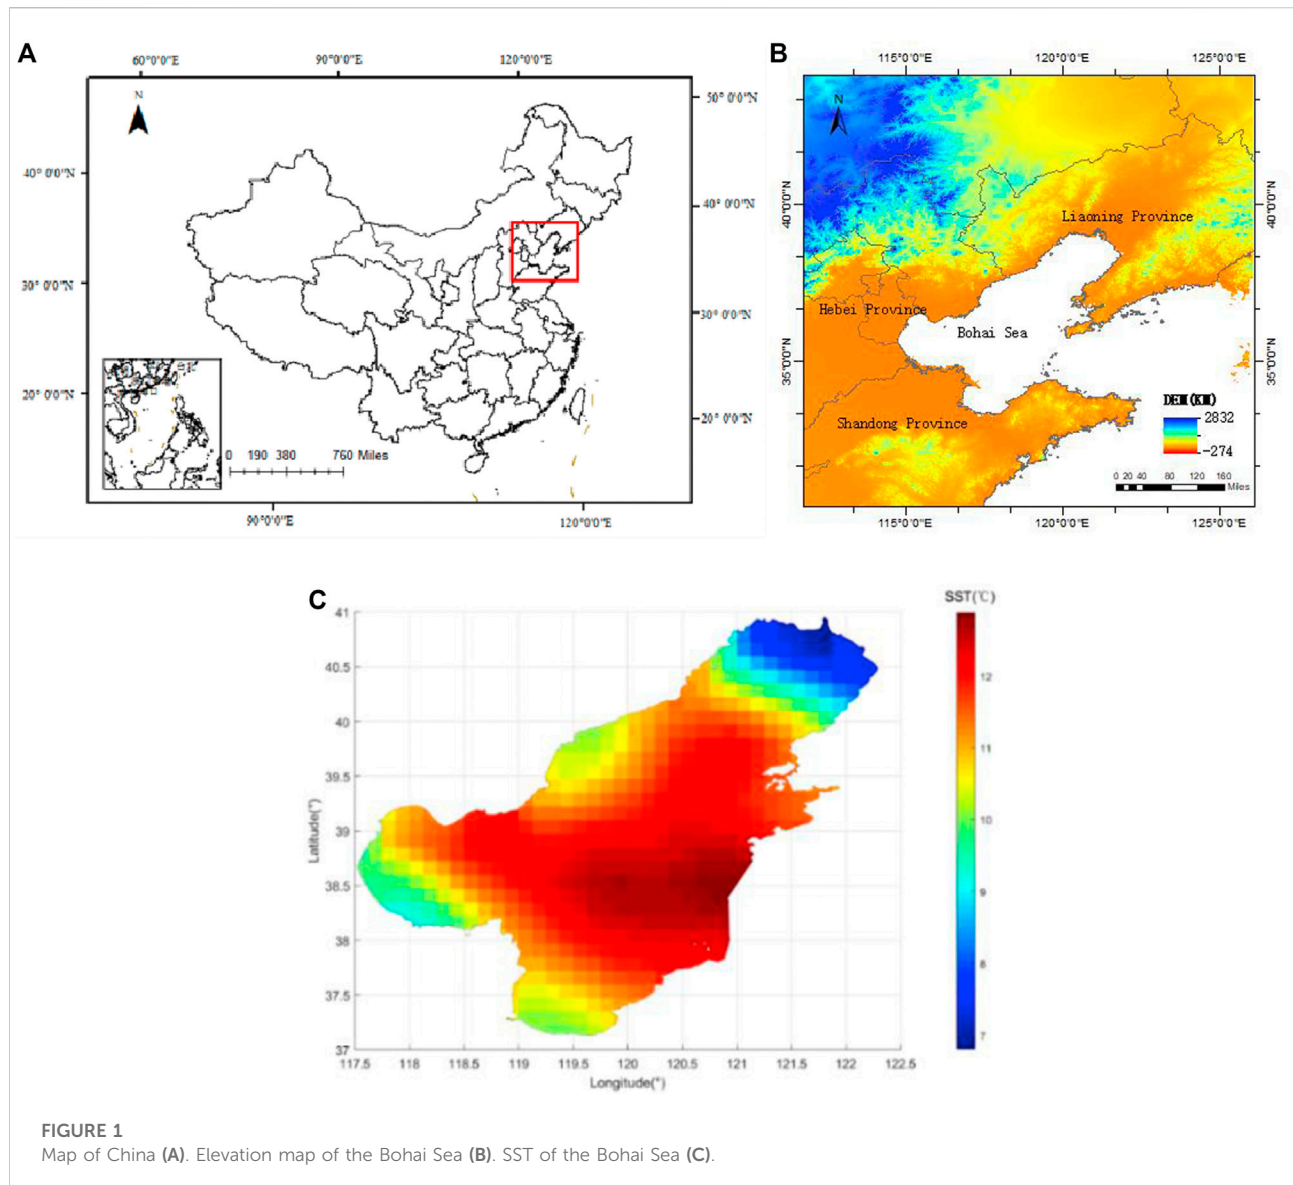 A
60°0'0"E 90°0'0"E 120°0'0"E
N
50° 0'0"N
40° 0'0"N
40° 0'0"N
30° 0'0"N
30° 0'0"N
20° 0'0"N
20° 0'0"N
0 190 380 760 Miles
90°0'0"E 120°0'0"E
B
115°0'0"E 120°0'0"E 125°0'0"E
N
40°0'0"N 40°0'0"N
Liaoning Province
Hebei Province
Bohai Sea
35°0'0"N 35°0'0"N
Shandong Province
DEM(KM)
2832
-274
0 20 40 80 120 160
Miles
115°0'0"E 120°0'0"E 125°0'0"E
C
SST(℃)
41
40.5
40
39.5
39
38.5
38
37.5
37
Latitude(°)
117.5 118 118.5 119 119.5 120 120.5 121 121.5 122 122.5
Longitude(°)
12
11
10
9
8
7
FIGURE 1
Map of China (A). Elevation map of the Bohai Sea (B). SST of the Bohai Sea (C).